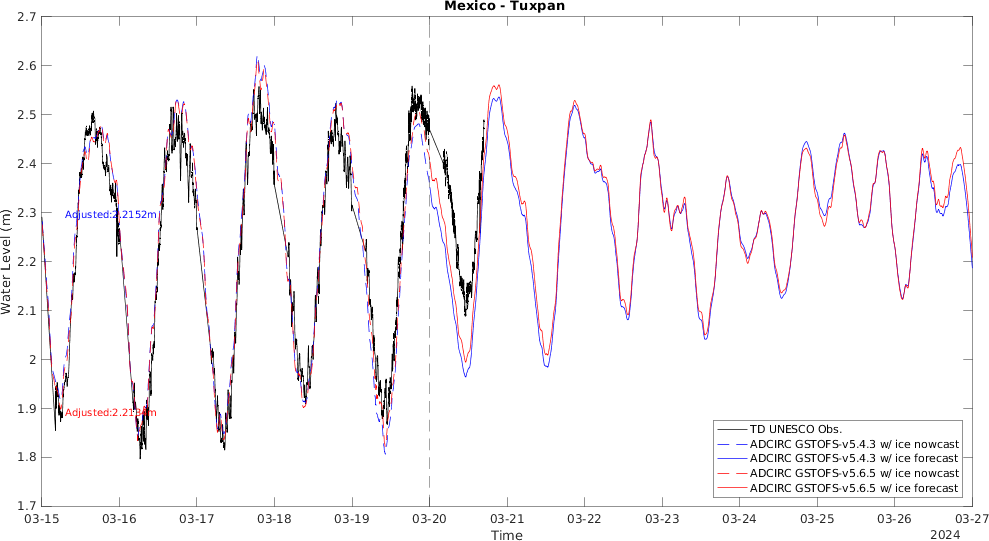 Mexico - Tuxpan
2.7
2.6
2.5
2.4
2.3
2.2
2.1
2
1.9
1.8
1.7
Water Level (m)
Adjusted:2.2152m
TD UNESCO Obs.
ADCIRC GSTOFS-v5.4.3 w/ ice nowcast
ADCIRC GSTOFS-v5.4.3 w/ ice forecast
ADCIRC GSTOFS-v5.6.5 w/ ice nowcast
ADCIRC GSTOFS-v5.6.5 w/ ice forecast
03-15 03-16 03-17 03-18 03-19 03-20 03-21 03-22 03-23 03-24 03-25 03-26 03-27
Time
2024